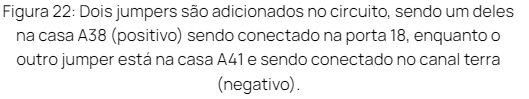 Figura 22: Dois jumpers são adicionados no circuito, sendo um deles
na casa A38 (positivo) sendo conectado na porta 18, enquanto o
outro jumper está na casa A41 e sendo conectado no canal terra
(negativo).